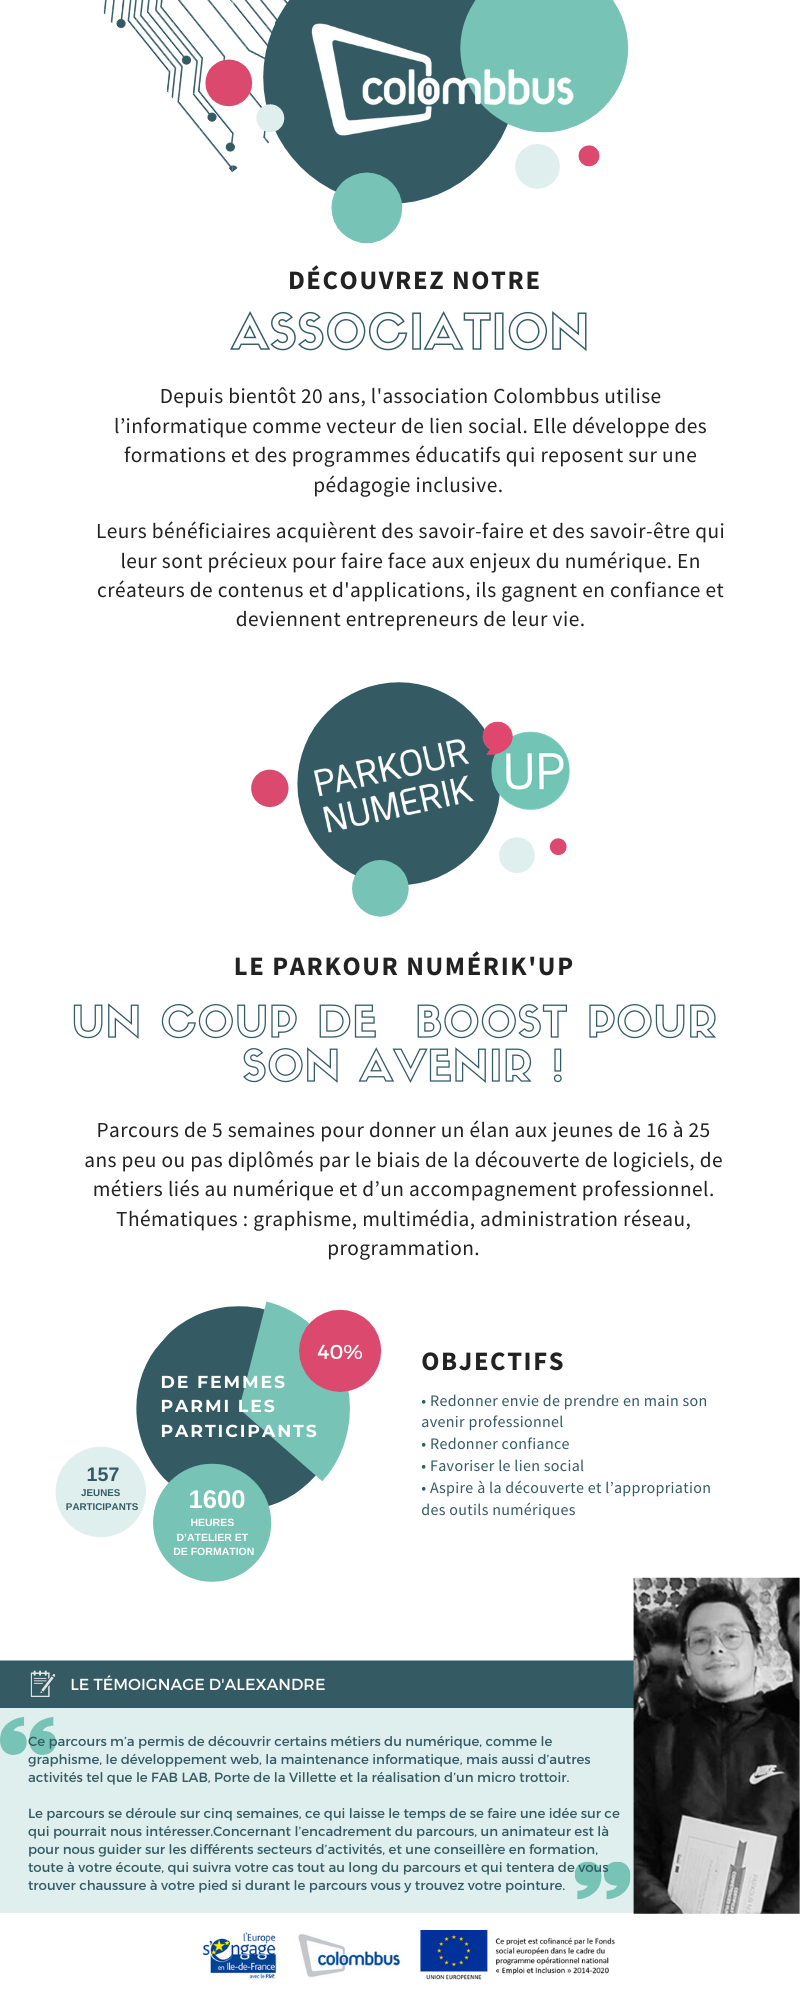 colombbus
DÉCOUVREZ NOTRE
ASSOCIATION
Depuis bientôt 20 ans, l'association Colombbus utilise
l’informatique comme vecteur de lien social. Elle développe des
formations et des programmes éducatifs qui reposent sur une
pédagogie inclusive.
Leurs bénéficiaires acquièrent des savoir-faire et des savoir-être qui
leur sont précieux pour faire face aux enjeux du numérique. En
créateurs de contenus et d'applications, ils gagnent en confiance et
deviennent entrepreneurs de leur vie.
PARKOUR
NUMERIK
UP
LE PARKOUR NUMÉRIK'UP
UN COUP DE BOOST POUR
SON AVENIR !
Parcours de 5 semaines pour donner un élan aux jeunes de 16 à 25
ans peu ou pas diplômés par le biais de la découverte de logiciels, de
métiers liés au numérique et d’un accompagnement professionnel.
Thématiques : graphisme, multimédia, administration réseau,
programmation.
40%
DE FEMMES
PARMI LES
PARTICIPANTS
157
JEUNES
PARTICIPANTS
1600
HEURES
D'ATELIER ET
DE FORMATION
OBJECTIFS
• Redonner envie de prendre en main son
avenir professionnel
• Redonner confiance
• Favoriser le lien social
• Aspire à la découverte et l’appropriation
des outils numériques
LE TÉMOIGNAGE D'ALEXANDRE
Ce parcours m’a permis de découvrir certains métiers du numérique, comme le
graphisme, le développement web, la maintenance informatique, mais aussi d’autres
activités tel que le FAB LAB, Porte de la Villette et la réalisation d’un micro trottoir.
Le parcours se déroule sur cinq semaines, ce qui laisse le temps de se faire une idée sur ce
qui pourrait nous intéresser.Concernant l’encadrement du parcours, un animateur est là
pour nous guider sur les différents secteurs d’activités, et une conseillère en formation,
toute à votre écoute, qui suivra votre cas tout au long du parcours et qui tentera de vous
trouver chaussure à votre pied si durant le parcours vous y trouvez votre pointure.
l'Europe
s'engage
en Ile-de-France
avec le FSE
colombbus
UNION EUROPEENNE
Ce projet est cofinancé par le Fonds
social européen dans le cadre du
programme opérationnel national
« Emploi et Inclusion » 2014-2020